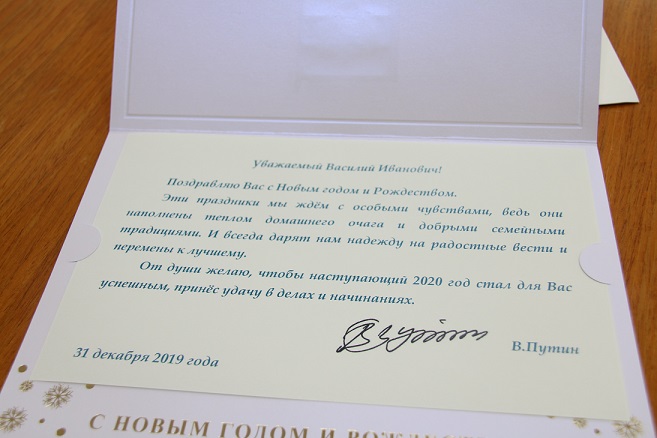 Уважаемый Василий Иванович!
Поздравляю Вас с Новым годом и Рождеством.
Эти праздники мы ждём с особыми чувствами, ведь они
наполнены теплом домашнего очага и добрыми семейными
традициями. И всегда дарят нам надежду на радостные вести и
перемены к лучшему.
От души желаю, чтобы наступающий 2020 год стал для Вас
успешным, принёс удачу в делах и начинаниях.
В.Путин
31 декабря 2019 года
С НОВЫМ ГОДОМ И